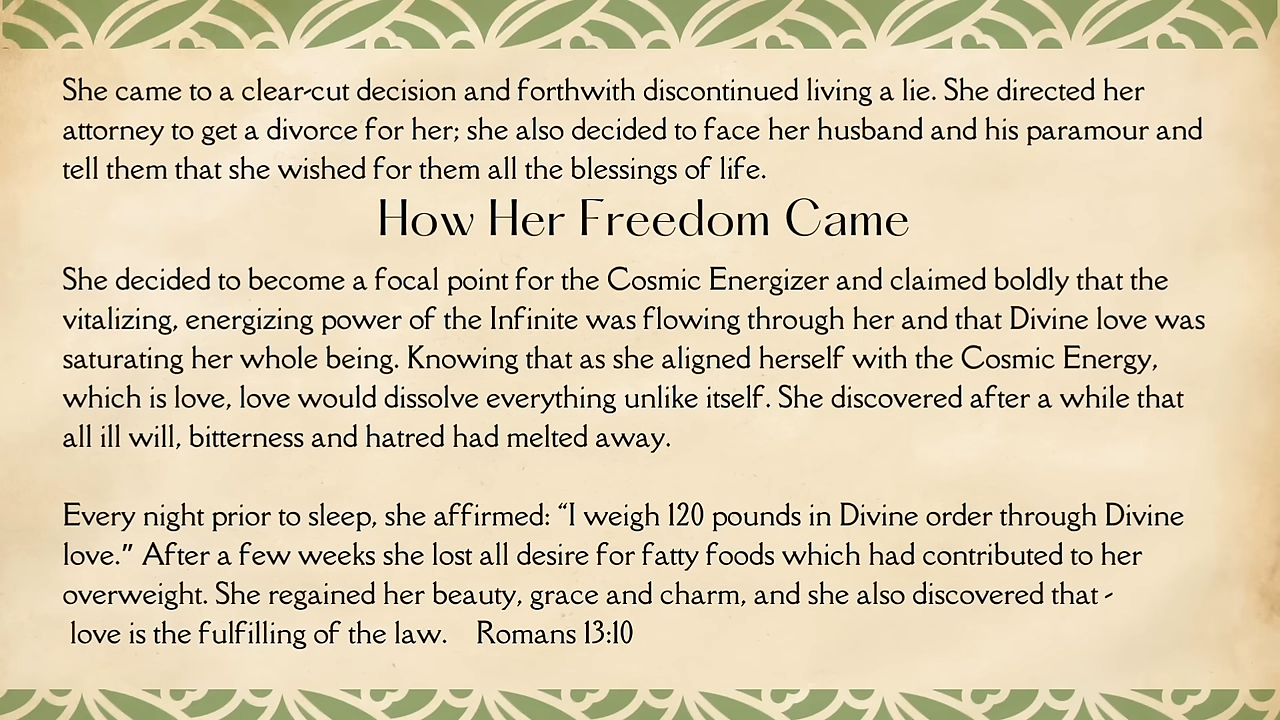 She came to a clear-cut decision and forthwith discontinued living a lie. She directed her
attorney to get a divorce for her; she also decided to face her husband and his paramour and
tell them that she wished for them all the blessings of life.
How Her Freedom Came
She decided to become a focal point for the Cosmic Energizer and claimed boldly that the
vitalizing, energizing power of the Infinite was flowing through her and that Divine love was
saturating her whole being. Knowing that as she aligned herself with the Cosmic Energy,
which is love, love would dissolve everything unlike itself. She discovered after a while that
all ill will, bitterness and hatred had melted away.
Every night prior to sleep, she affirmed: “I weigh 120 pounds in Divine order through Divine
love.” After a few weeks she lost all desire for fatty foods which had contributed to her
overweight. She regained her beauty, grace and charm, and she also discovered that -
love is the fulfilling of the law. Romans 13:10